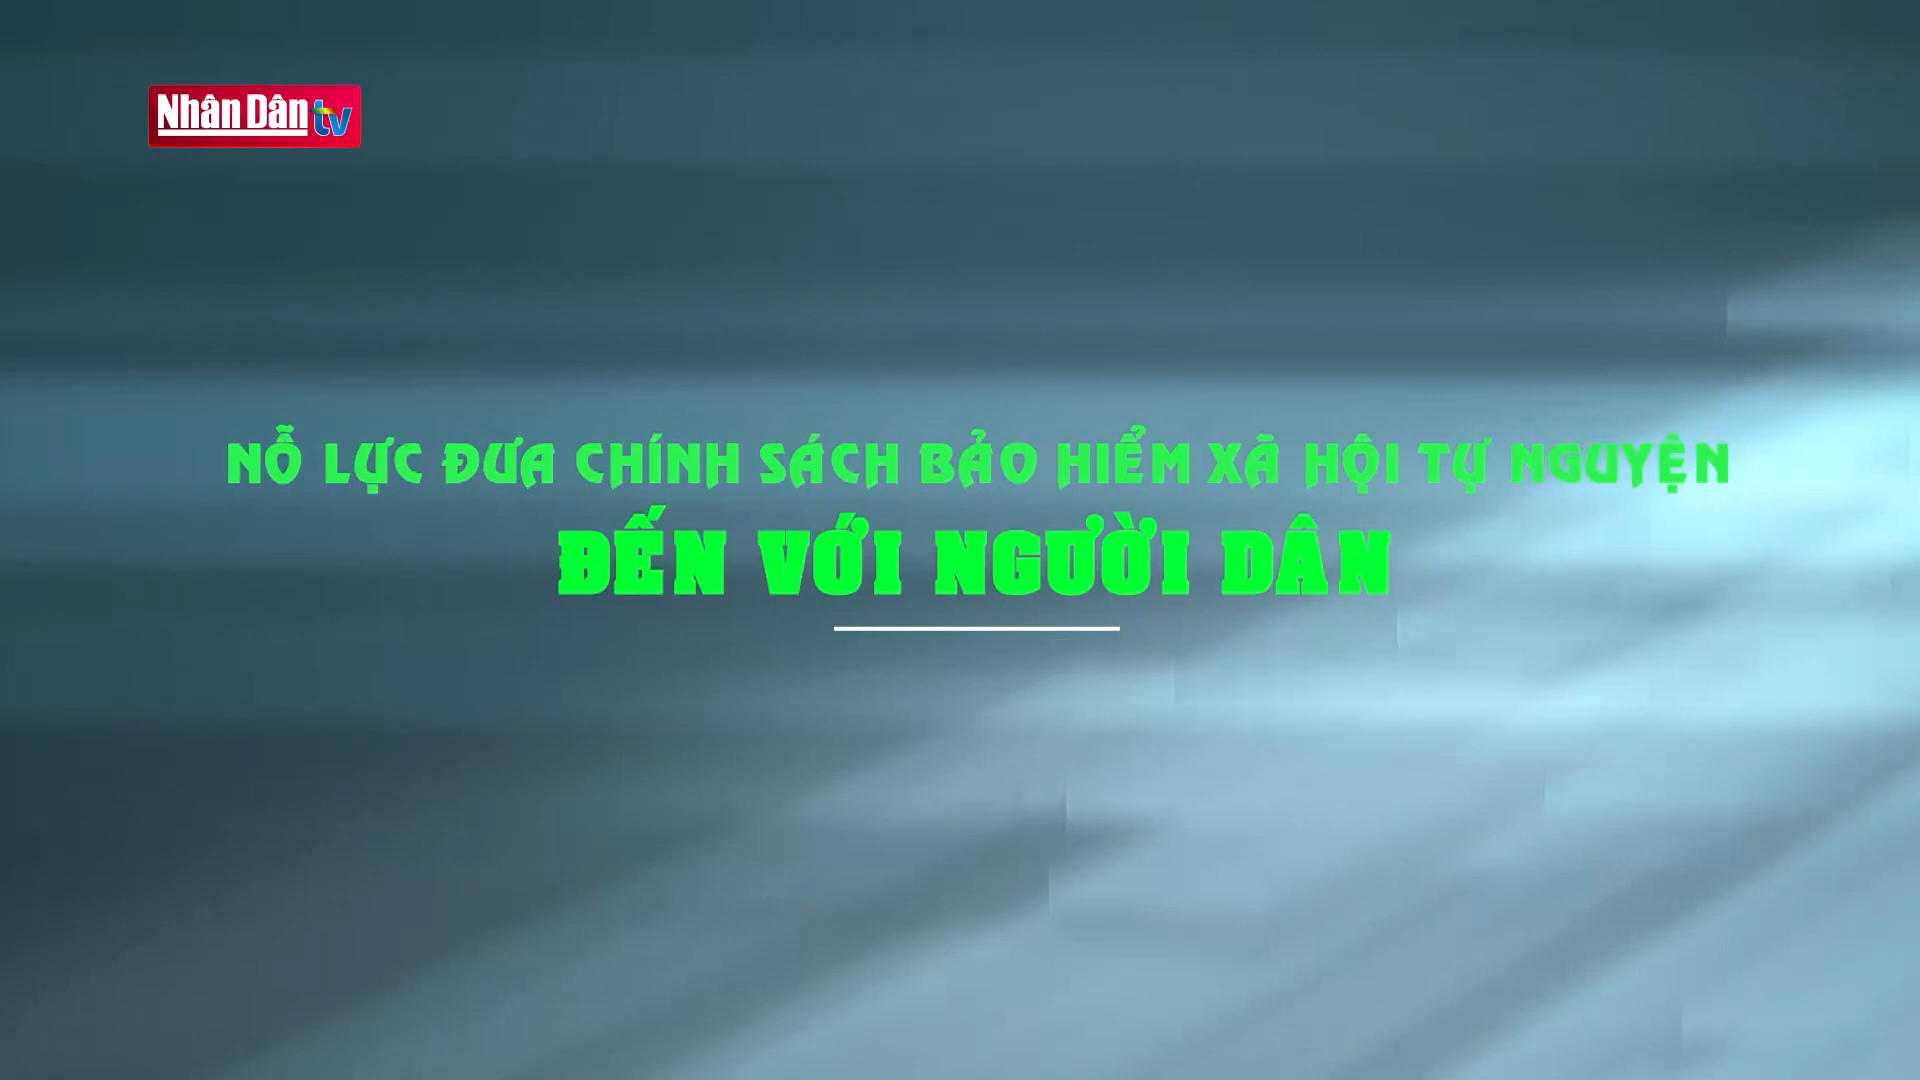 Nhân Dân tv
NỖ LỰC ĐƯA CHÍNH SÁCH BẢO HIỂM XÃ HỘI TỰ NGUYỆN
ĐẾN VỚI NGƯỜI DÂN